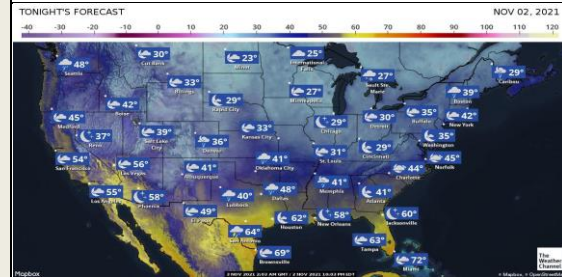 TONIGHT'S FORECAST
NOV 02, 2021
-40 -20 -10 0 10 20 30 40 50 60 70 80 90 100 110 120
30°
Cut Bank
23°
25°
International Falls
48°
Seattle
33°
Billings
27°
Minneapolis
27°
Sault Ste. Marie
29°
Caribou
42°
Boise
29°
Rapid City
39°
Boston
45°
Medford
37°
Reno
39°
Salt Lake City
36°
Denver
33°
Kansas City
29°
Chicago
30°
Detroit
35°
Buffalo
42°
New York
31°
St. Louis
29°
Cincinnati
35°
Washington
54°
San Francisco
56°
Las Vegas
41°
Albuquerque
41°
Oklahoma City
41°
Memphis
44°
Charlotte
45°
Norfolk
55°
Los Angeles
58°
Phoenix
40°
Lubbock
48°
Dallas
41°
Atlanta
49°
62°
Houston
58°
New Orleans
60°
Jacksonville
64°
San Antonio
69°
Brownsville
63°
Tampa
72°
Miami
The
Weather
Channel
Mapbox
© Mapbox, © OpenStreetMap